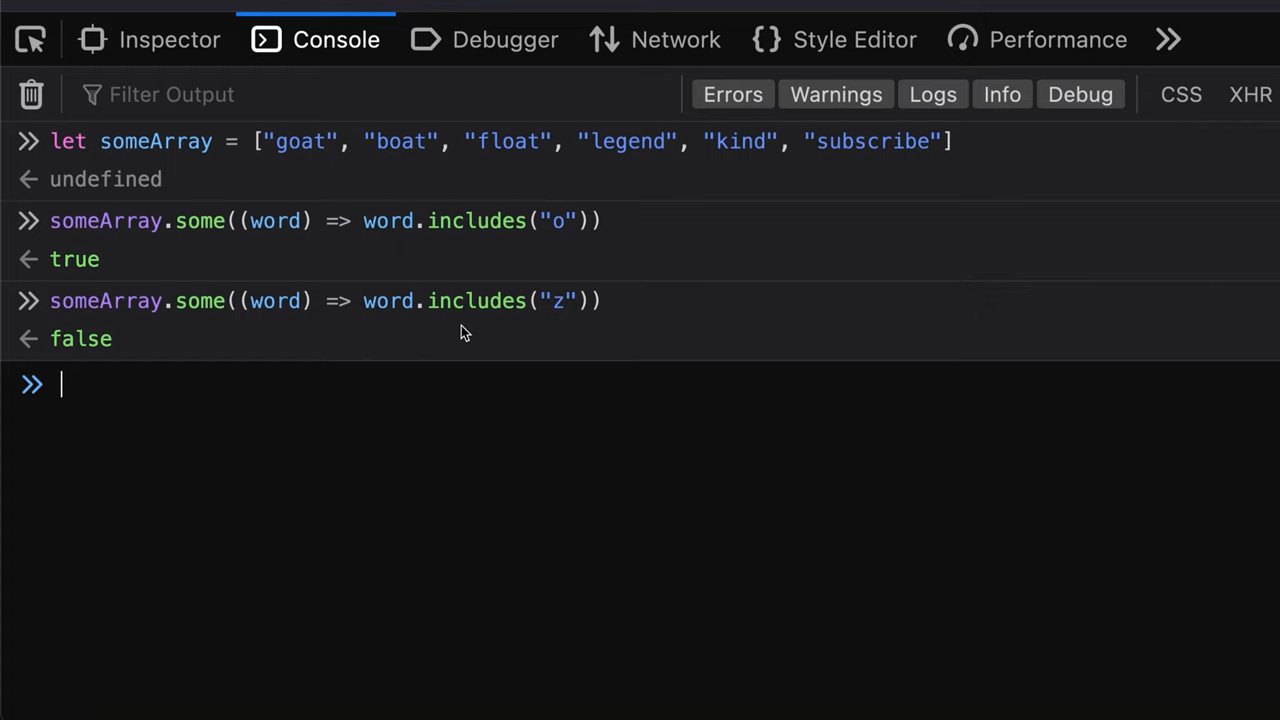 Inspector Console Debugger Network Style Editor Performance
Filter Output Errors Warnings Logs Info Debug CSS XHR
let someArray = ["goat", "boat", "float", "legend", "kind", "subscribe"]
undefined
someArray.some((word) => word.includes("o"))
true
someArray.some((word) => word.includes("z"))
false